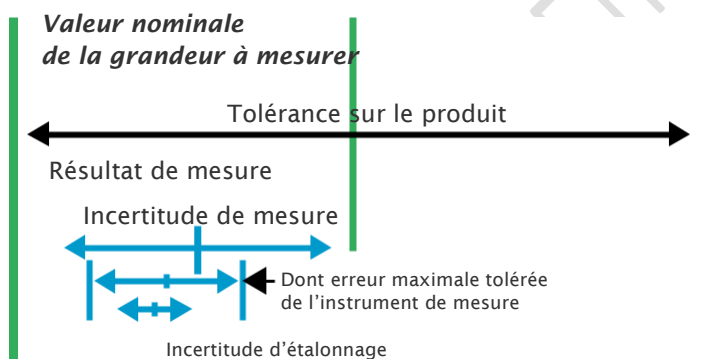 Valeur nominale
de la grandeur à mesurer
Tolérance sur le produit
Résultat de mesure
Incertitude de mesure
Dont erreur maximale tolérée
de l’instrument de mesure
Incertitude d’étalonnage